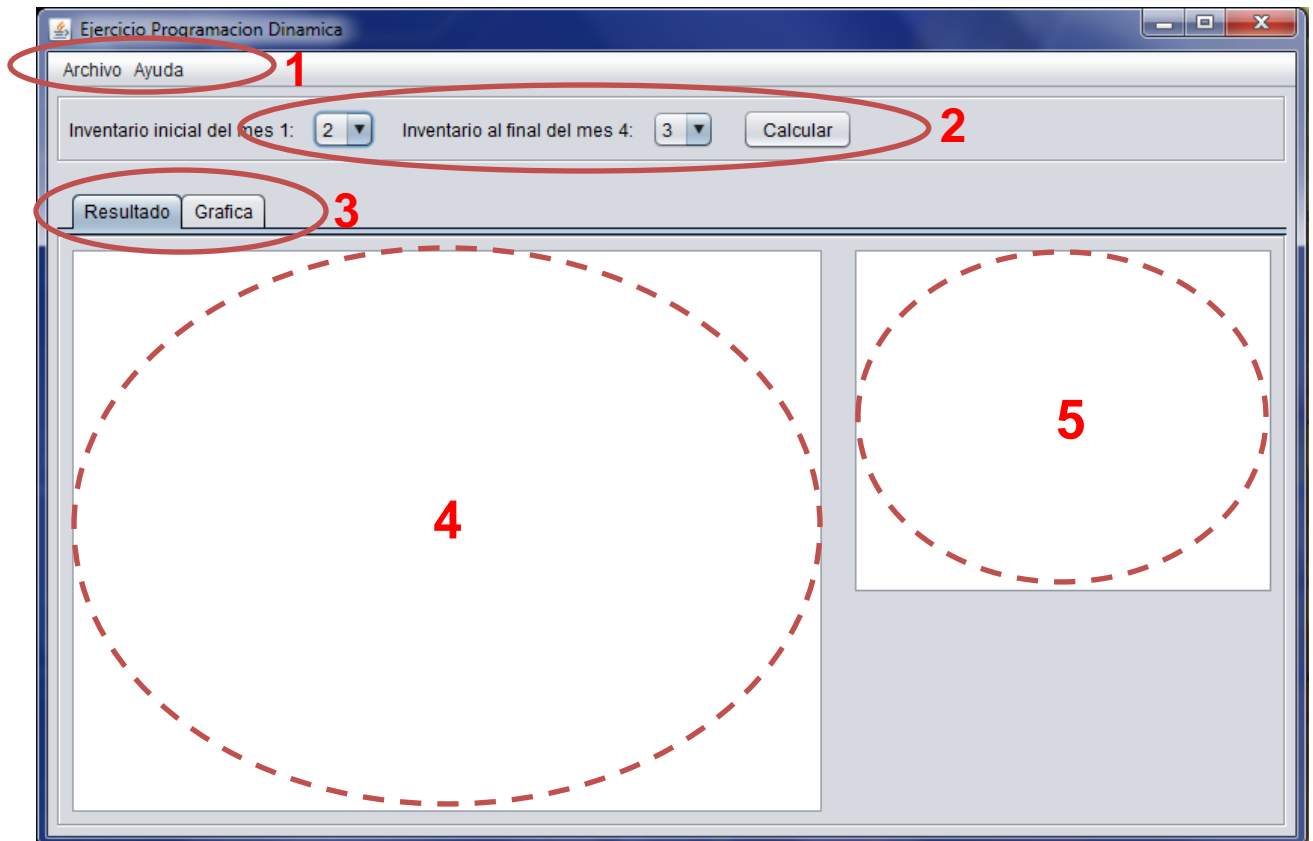 Ejercicio Programacion Dinamica
Archivo Ayuda 1
Inventario inicial del mes 1: 2 Inventario al final del mes 4: 3 Calcular 2
Resultado Grafica 3
5
4